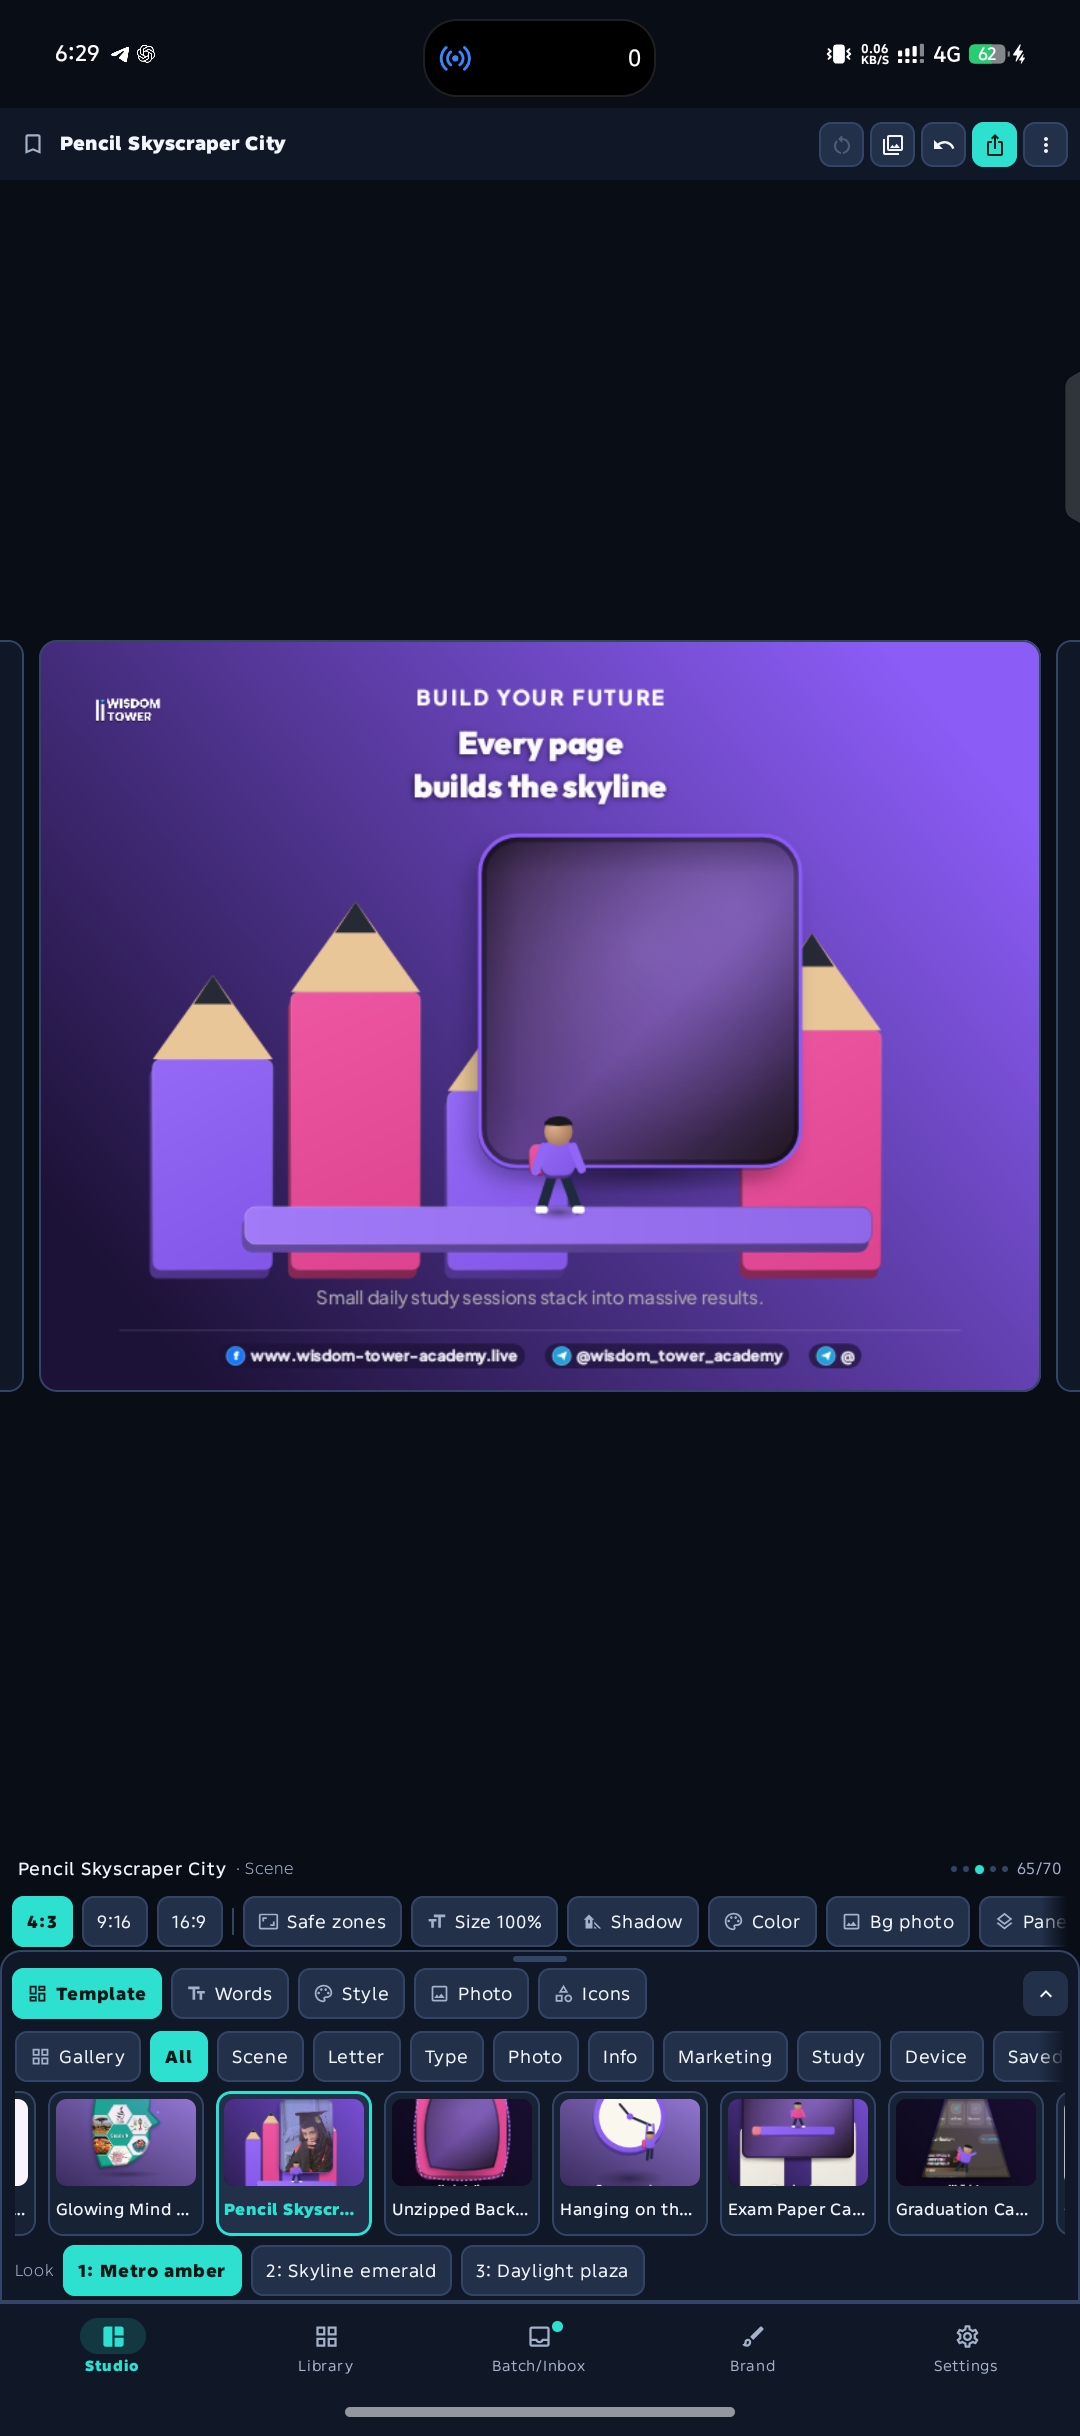 6:29
0
0.06
KB/S
4G
62
Pencil Skyscraper City
WISDOM
TOWER
BUILD YOUR FUTURE
Every page
builds the skyline
Small daily study sessions stack into massive results.
www.wisdom-tower-academy.live @wisdom_tower_academy @
Pencil Skyscraper City · Scene 65/70
4:3 9:16 16:9 Safe zones Size 100% Shadow Color Bg photo Pane
Template Words Style Photo Icons
Gallery All Scene Letter Type Photo Info Marketing Study Device Saved
Glowing Mind ... Pencil Skyscr... Unzipped Back... Hanging on th... Exam Paper Ca... Graduation Ca...
Look 1: Metro amber 2: Skyline emerald 3: Daylight plaza
Studio Library Batch/Inbox Brand Settings